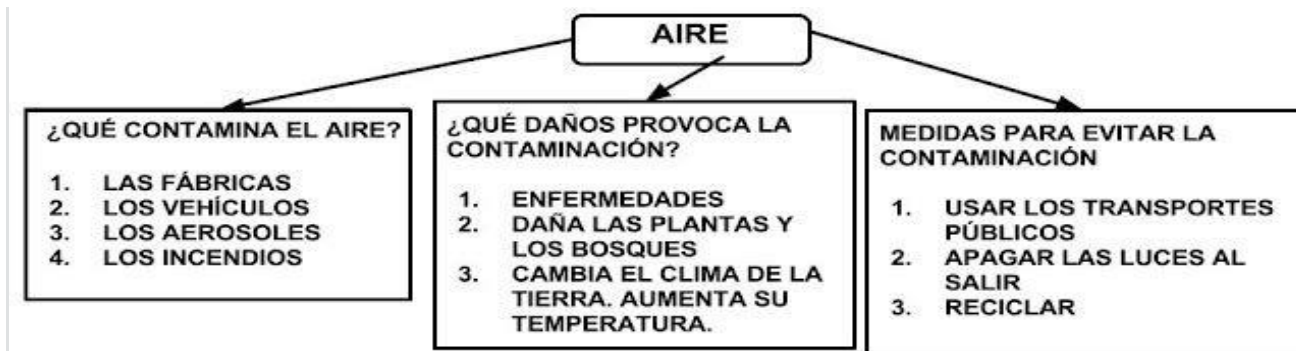 AIRE
¿QUÉ CONTAMINA EL AIRE?
1. LAS FÁBRICAS
2. LOS VEHÍCULOS
3. LOS AEROSOLES
4. LOS INCENDIOS
¿QUÉ DAÑOS PROVOCA LA
CONTAMINACIÓN?
1. ENFERMEDADES
2. DAÑA LAS PLANTAS Y
LOS BOSQUES
3. CAMBIA EL CLIMA DE LA
TIERRA. AUMENTA SU
TEMPERATURA.
MEDIDAS PARA EVITAR LA
CONTAMINACIÓN
1. USAR LOS TRANSPORTES
PÚBLICOS
2. APAGAR LAS LUCES AL
SALIR
3. RECICLAR